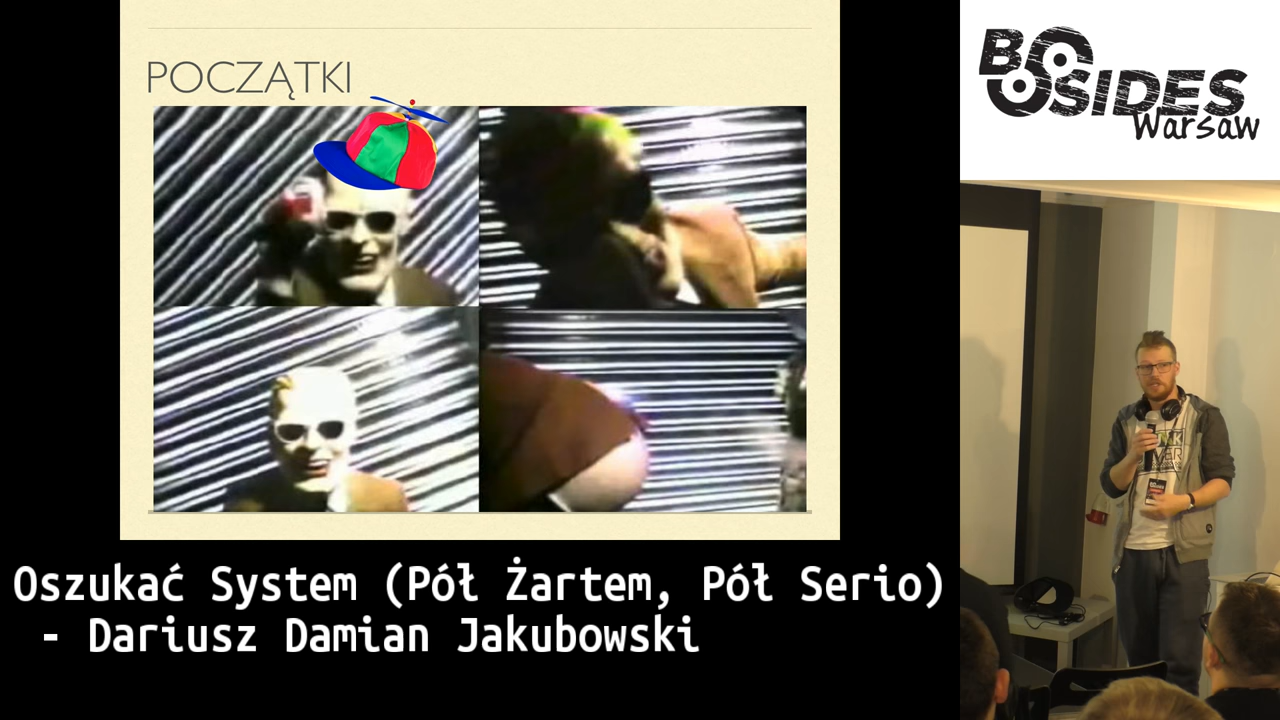 POCZĄTKI
BSIDES
Warsaw
Oszukać System (Pół Żartem, Pół Serio)
- Dariusz Damian Jakubowski